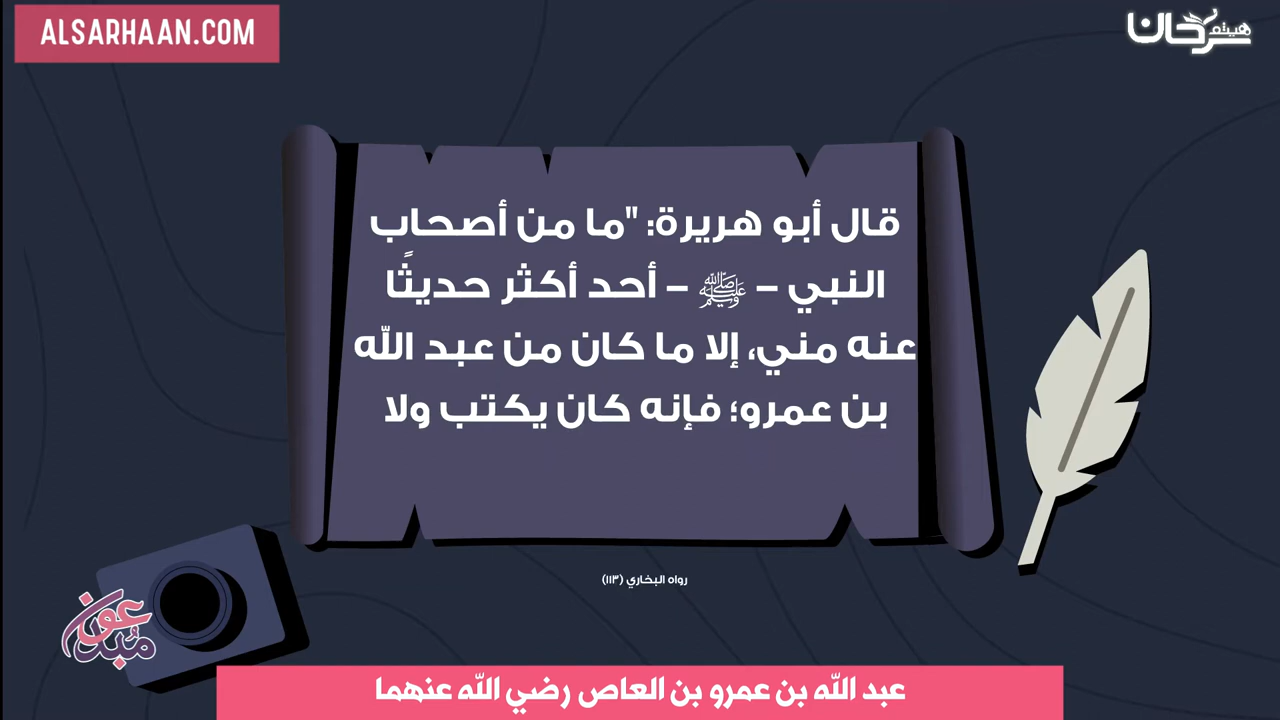 ALSARHAAN.COM
هيثم سرحان
قال أبو هريرة: "ما من أصحاب
النبي – ﷺ – أحد أكثر حديثًا
عنه مني، إلا ما كان من عبد الله
بن عمرو؛ فإنه كان يكتب ولا
رواه البخاري (١١٣)
مُبدعون
عبد الله بن عمرو بن العاص رضي الله عنهما